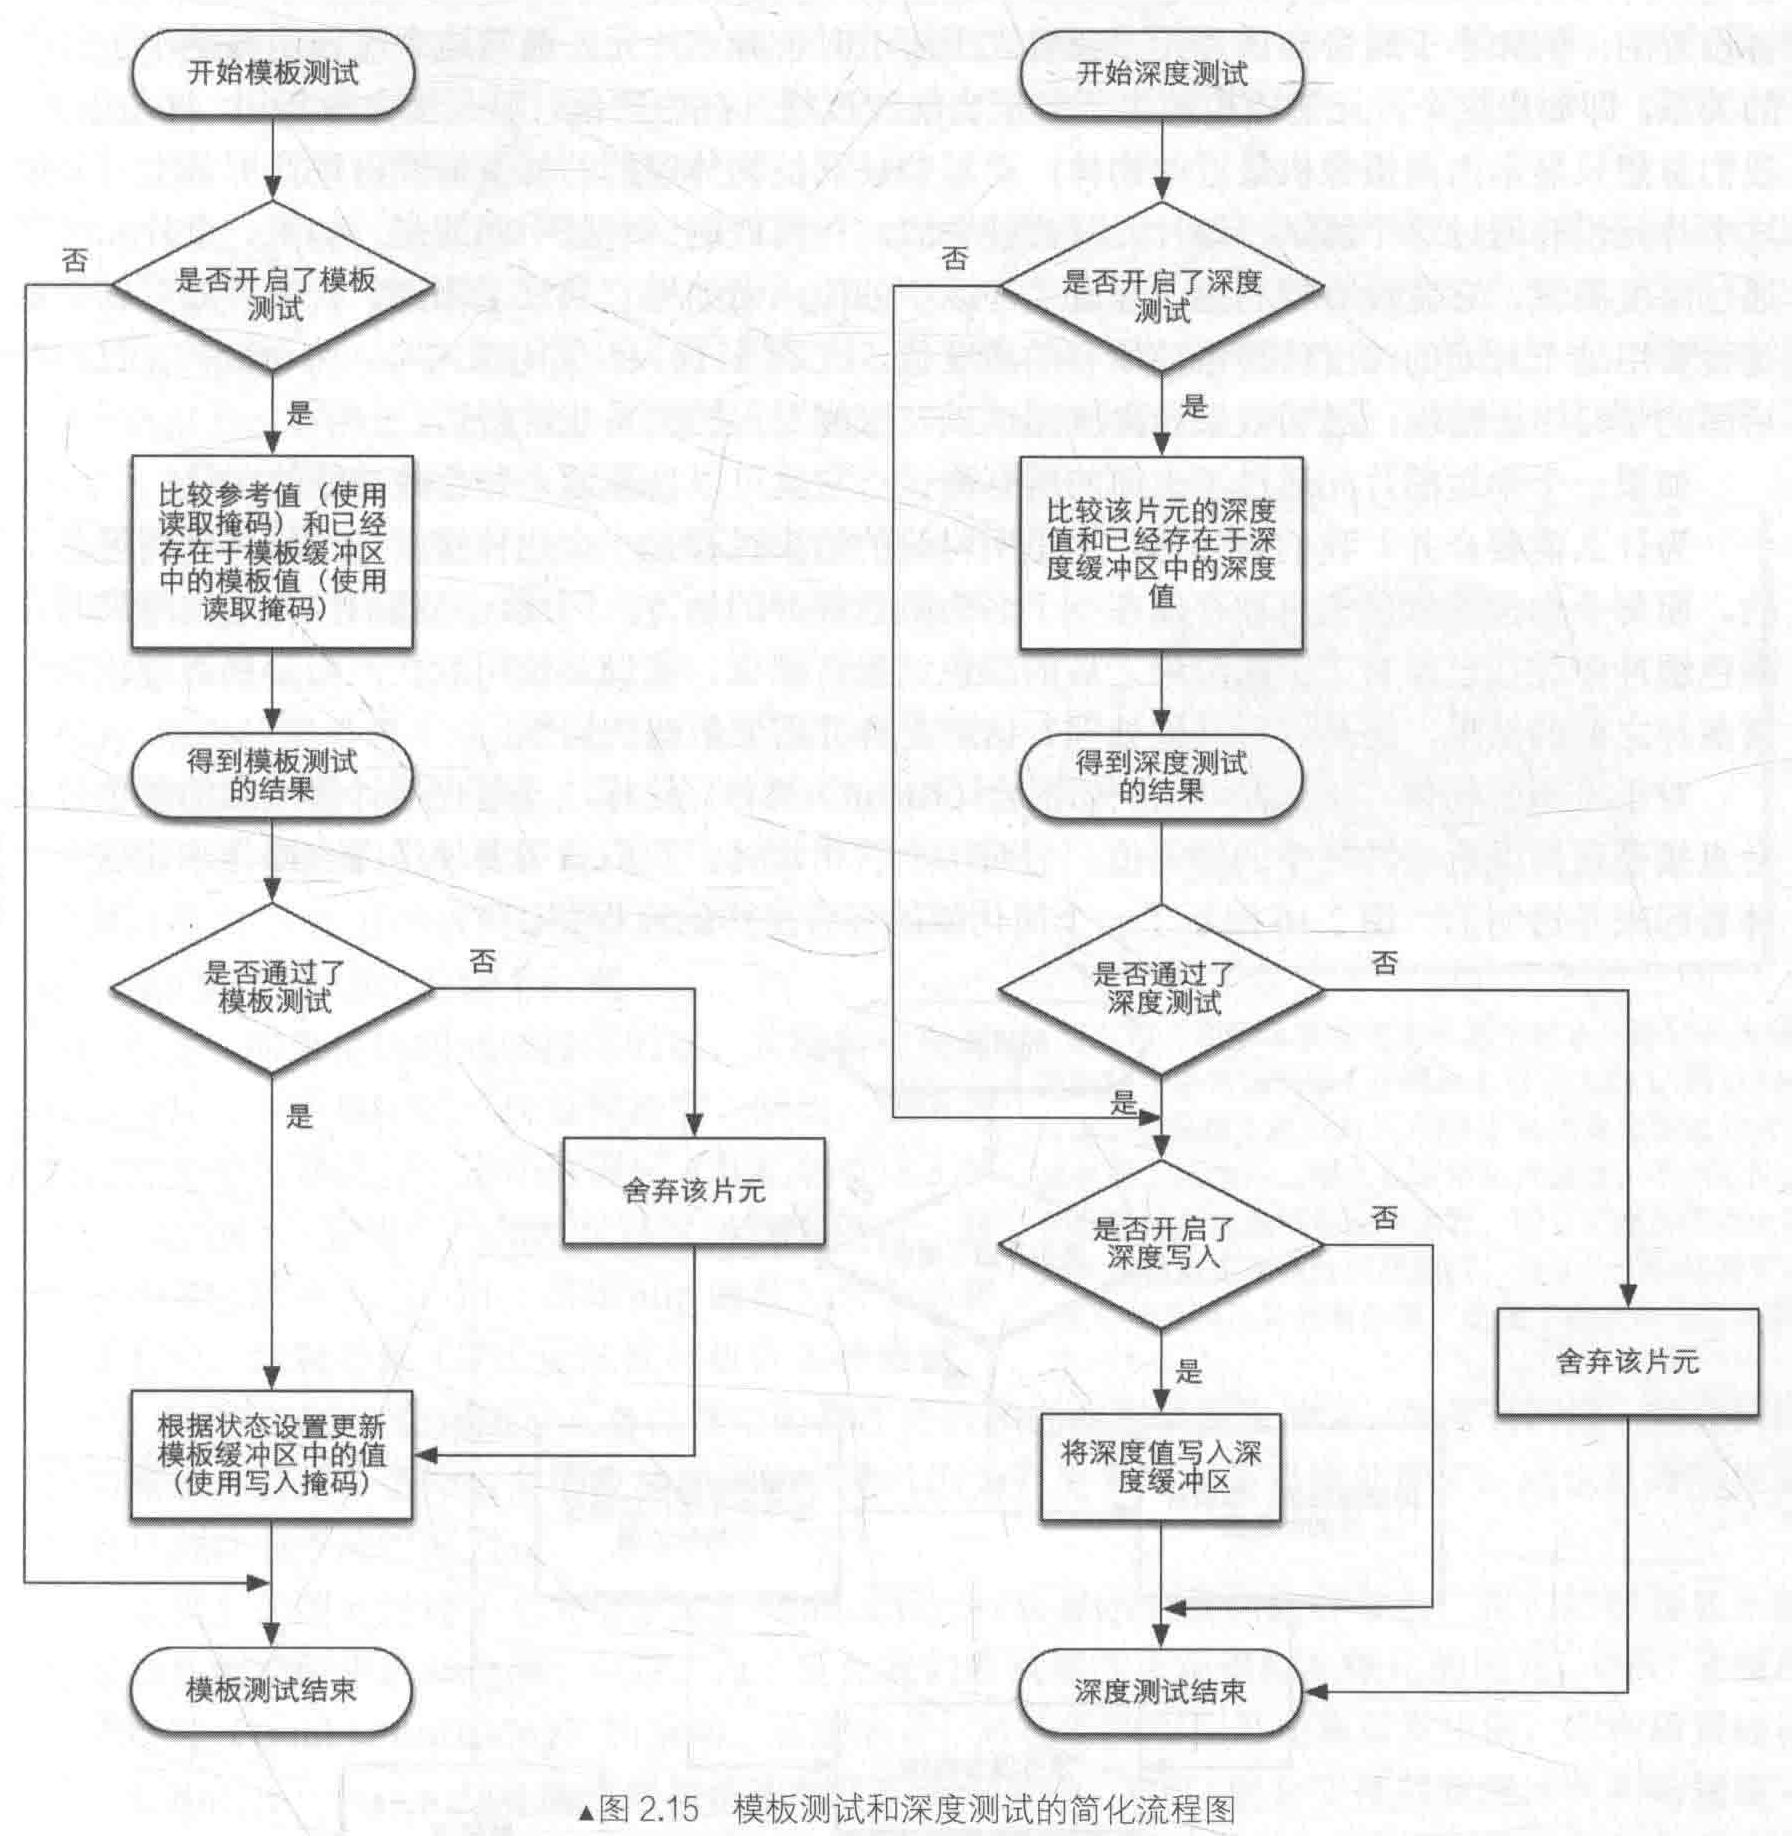 开始模板测试
否
是否开启了模板
测试
是
比较参考值（使用
读取掩码）和已经
存在于模板缓冲区
中的模板值（使用
读取掩码）
得到模板测试
的结果
是否通过了
模板测试
否
是
舍弃该片元
根据状态设置更新
模板缓冲区中的值
（使用写入掩码）
模板测试结束
开始深度测试
否
是否开启了深度
测试
是
比较该片元的深度
值和已经存在于深
度缓冲区中的深度
值
得到深度测试
的结果
是否通过了
深度测试
否
是
是否开启了
深度写入
否
舍弃该片元
是
将深度值写入深
度缓冲区
深度测试结束
▲图 2.15 模板测试和深度测试的简化流程图